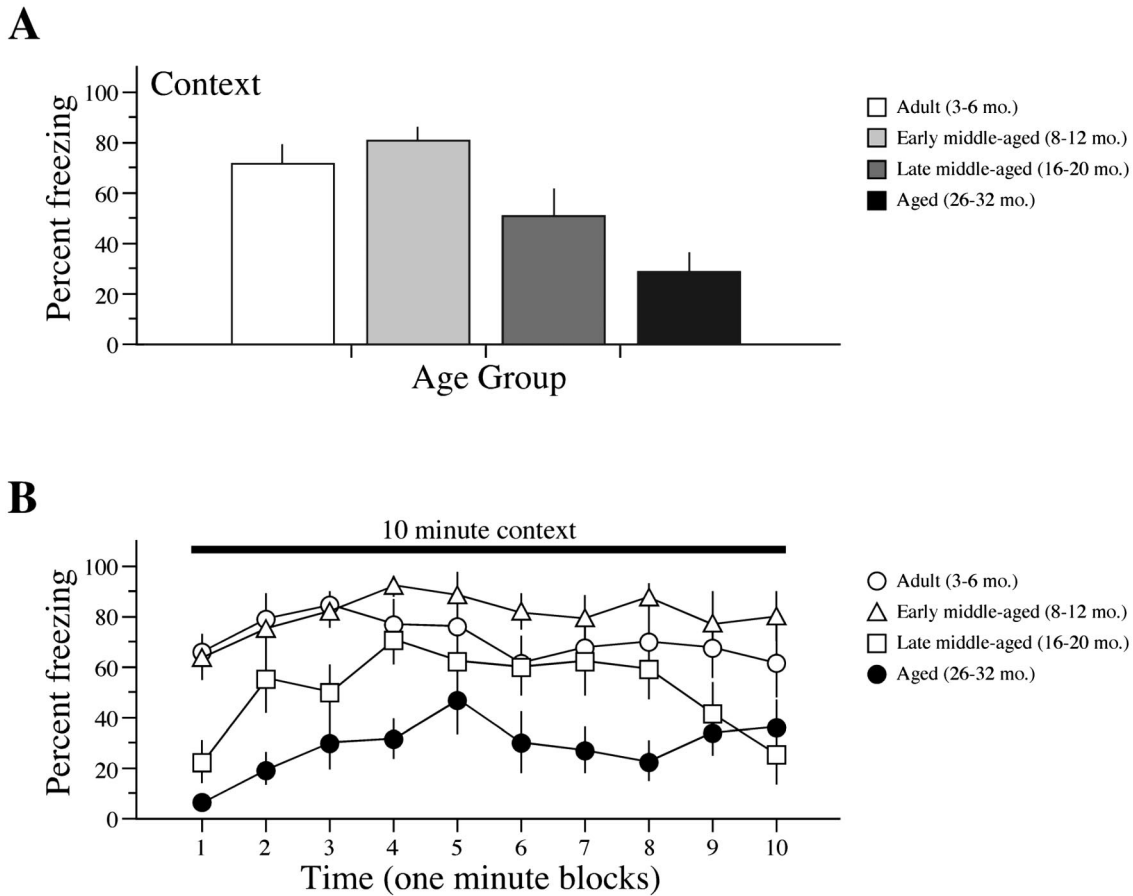 A
Context
Percent freezing
100
80
60
40
20
0
Age Group
Adult (3-6 mo.)
Early middle-aged (8-12 mo.)
Late middle-aged (16-20 mo.)
Aged (26-32 mo.)
B
10 minute context
Percent freezing
100
80
60
40
20
0
1 2 3 4 5 6 7 8 9 10
Time (one minute blocks)
Adult (3-6 mo.)
Early middle-aged (8-12 mo.)
Late middle-aged (16-20 mo.)
Aged (26-32 mo.)